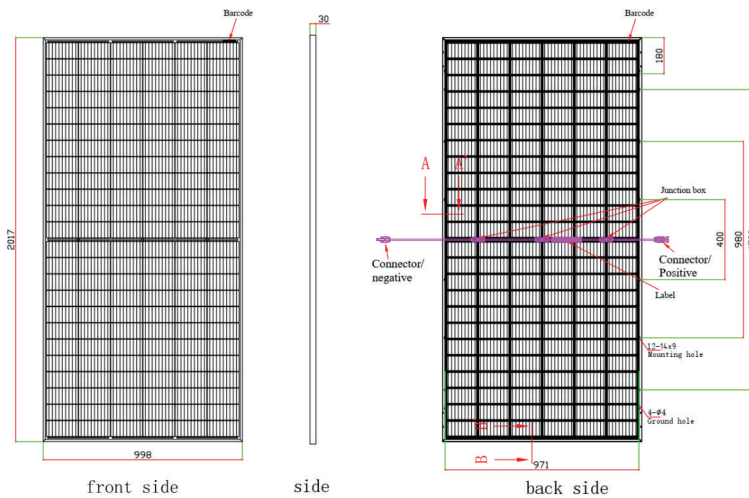 Barcode
30
2017
998
front side
side
Barcode
180
A
A
Junction box
400
980
Connector/
negative
Connector/
Positive
Label
12-14x9
Mounting hole
4-Ø4
Ground hole
B
B
971
back side